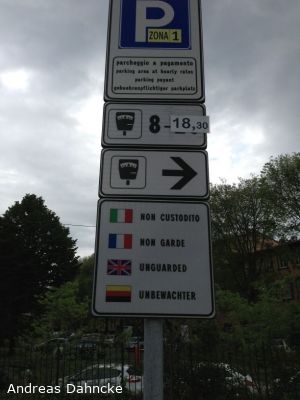 P
ZONA 1
parcheggio a pagamento
parking area at hourly rates
parking payant
gebuhrenpflichtiger parkplatz
8-18,30
NON CUSTODITO
NON GARDE
UNGUARDED
UNBEWACHTER
Andreas Dahncke